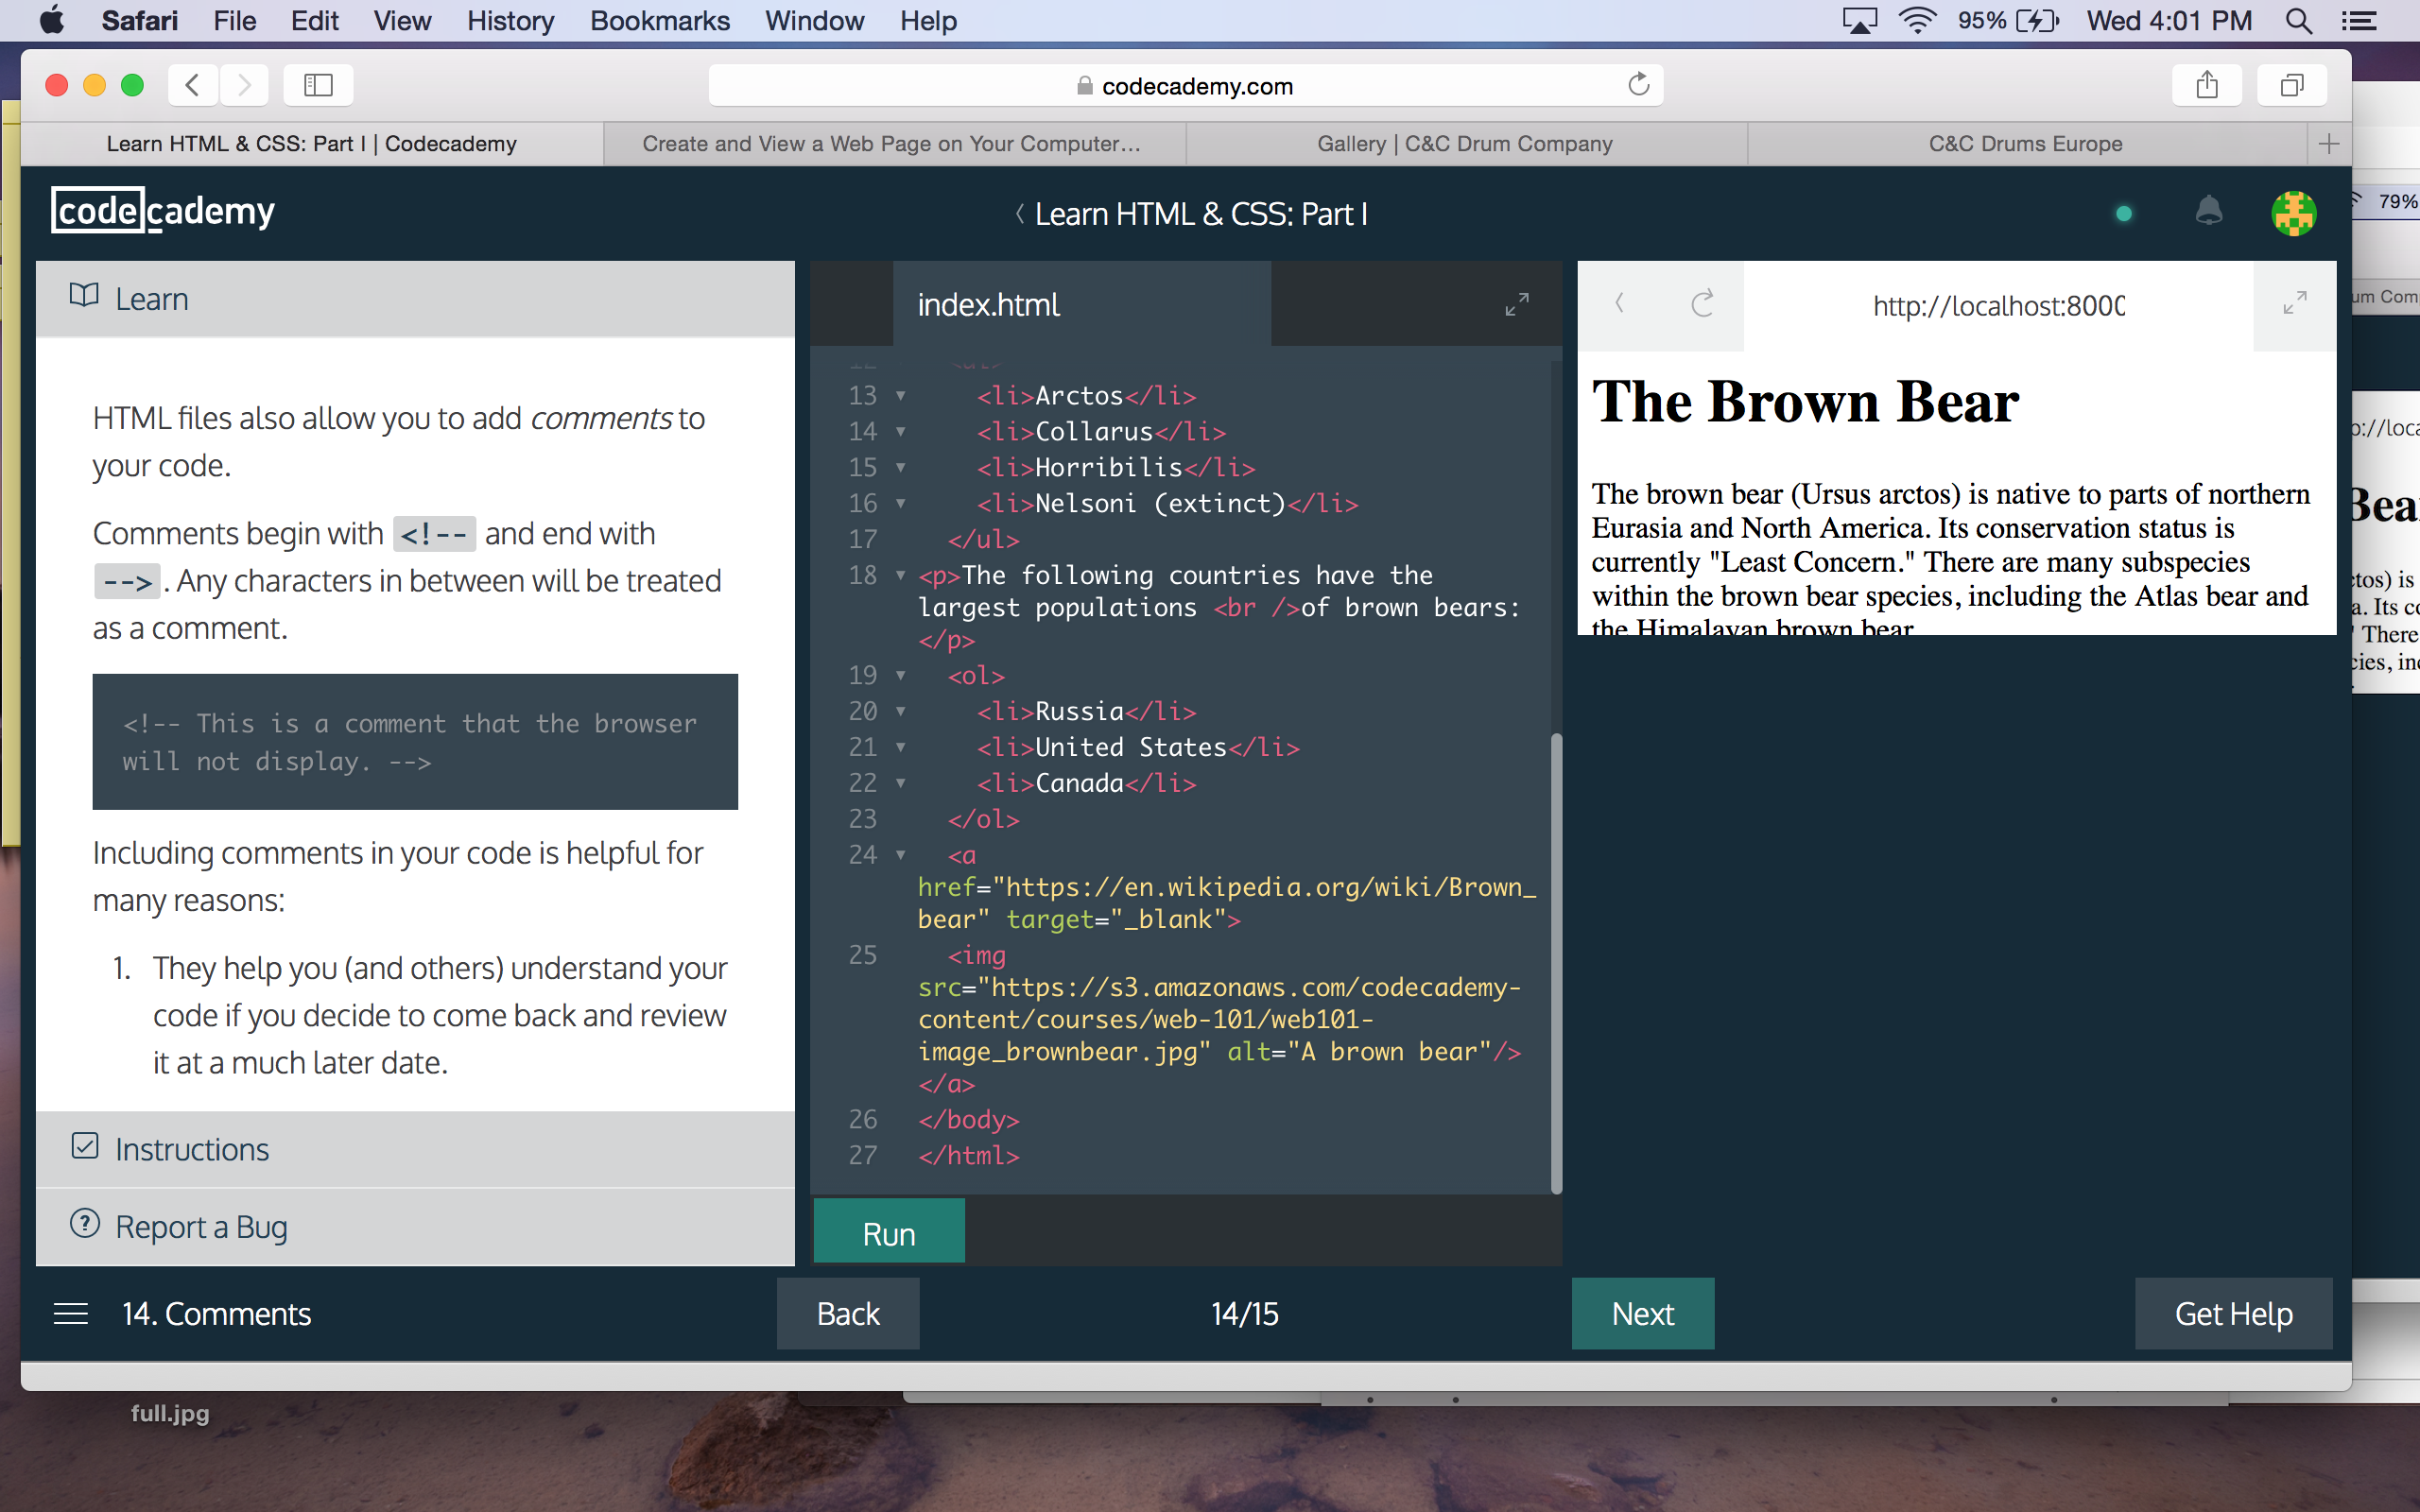 Safari File Edit View History Bookmarks Window Help 95% Wed 4:01 PM
codecademy.com
Learn HTML & CSS: Part I | Codecademy
Create and View a Web Page on Your Computer...
Gallery | C&C Drum Company
C&C Drums Europe
codecademy
Learn HTML & CSS: Part I
79%
Learn
HTML files also allow you to add comments to
your code.
Comments begin with <!-- and end with
-->. Any characters in between will be treated
as a comment.
<!-- This is a comment that the browser
will not display. -->
Including comments in your code is helpful for
many reasons:
1. They help you (and others) understand your
code if you decide to come back and review
it at a much later date.
Instructions
Report a Bug
index.html
12 <ul>
13 <li>Arctos</li>
14 <li>Collarus</li>
15 <li>Horribilis</li>
16 <li>Nelsoni (extinct)</li>
17 </ul>
18 <p>The following countries have the
largest populations <br />of brown bears:
</p>
19 <ol>
20 <li>Russia</li>
21 <li>United States</li>
22 <li>Canada</li>
23 </ol>
24 <a
href="https://en.wikipedia.org/wiki/Brown_
bear" target="_blank">
25 <img
src="https://s3.amazonaws.com/codecademy-
content/courses/web-101/web101-
image_brownbear.jpg" alt="A brown bear"/>
</a>
26 </body>
27 </html>
Run
http://localhost:8000
The Brown Bear
The brown bear (Ursus arctos) is native to parts of northern
Eurasia and North America. Its conservation status is
currently "Least Concern." There are many subspecies
within the brown bear species, including the Atlas bear and
the Himalayan brown bear.
um Com
p://loca
Bea
ctos) is
a. Its co
" There
cies, inc
14. Comments
Back
14/15
Next
Get Help
full.jpg